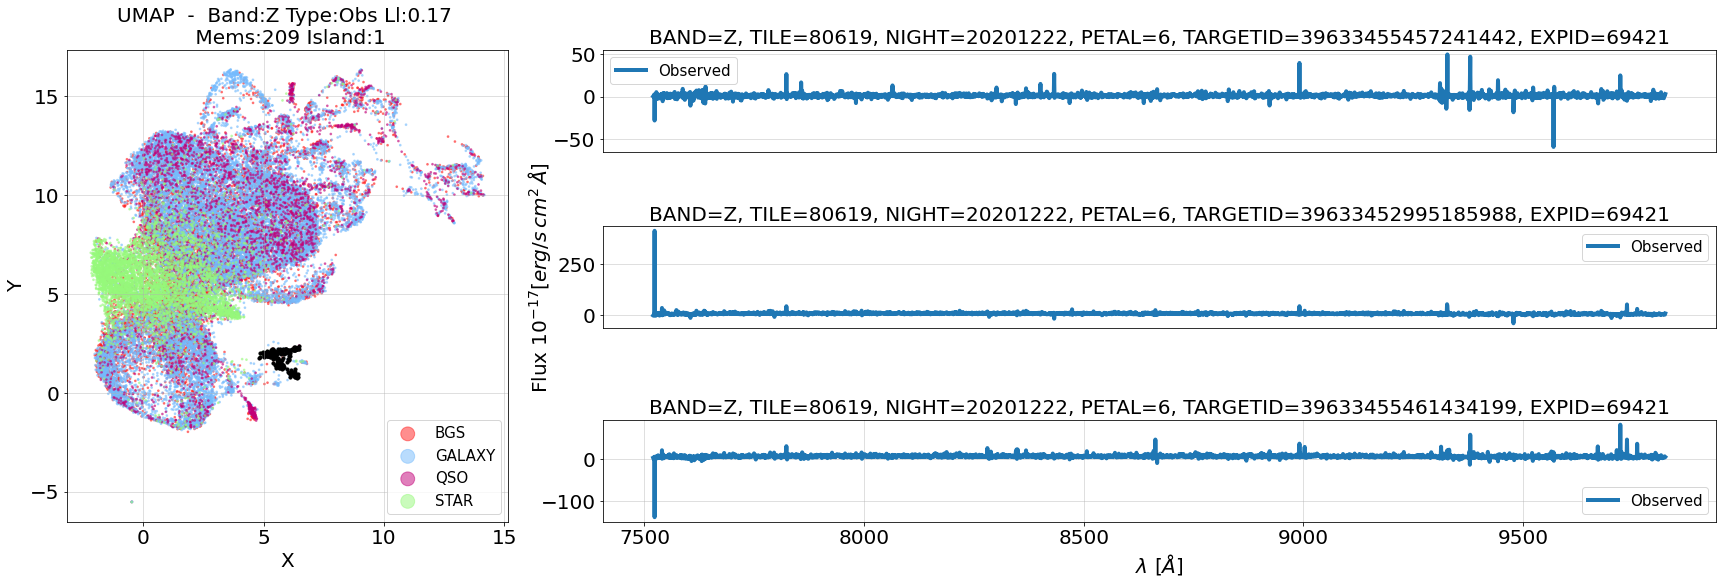 UMAP - Band:Z Type:Obs Ll:0.17
Mems:209 Island:1
15
10
5
0
−5
Y
0
5
10
15
X
BGS
GALAXY
QSO
STAR
Flux 10⁻¹⁷[erg/s cm² Å]
BAND=Z, TILE=80619, NIGHT=20201222, PETAL=6, TARGETID=39633455457241442, EXPID=69421
50
0
−50
Observed
BAND=Z, TILE=80619, NIGHT=20201222, PETAL=6, TARGETID=39633452995185988, EXPID=69421
250
0
Observed
BAND=Z, TILE=80619, NIGHT=20201222, PETAL=6, TARGETID=39633455461434199, EXPID=69421
0
−100
Observed
7500
8000
8500
9000
9500
λ [Å]